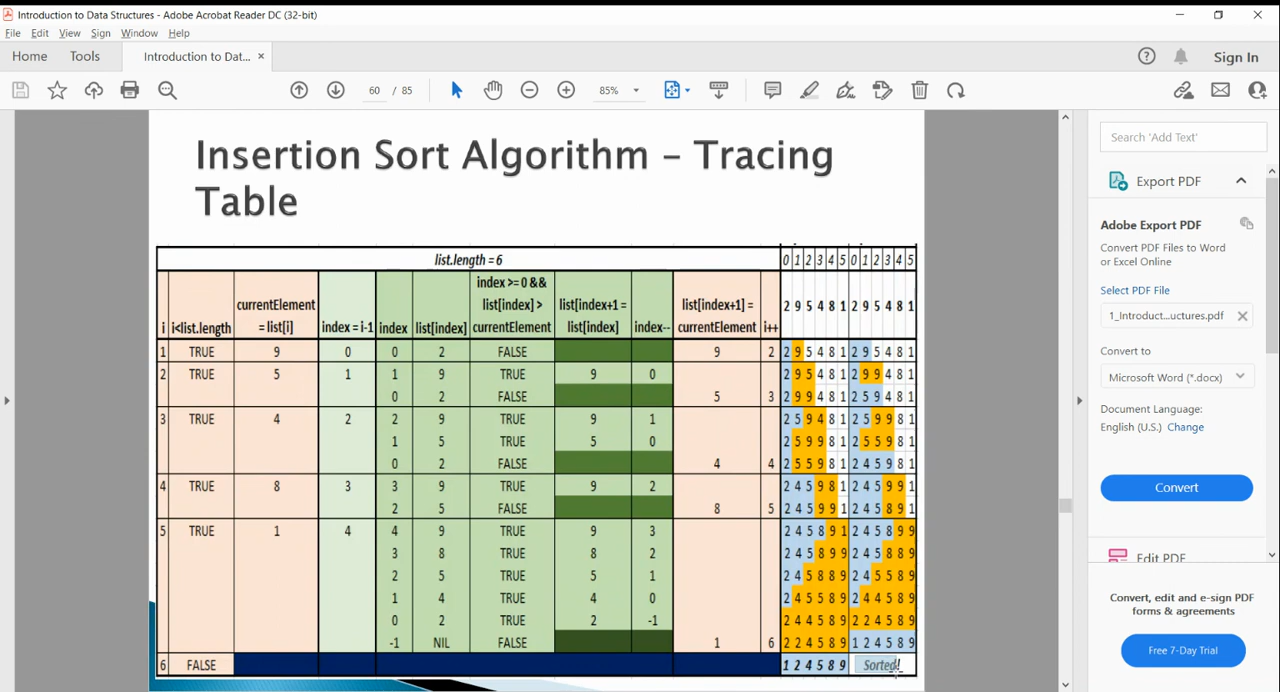 Introduction to Data Structures - Adobe Acrobat Reader DC (32-bit)
File Edit View Sign Window Help
Home Tools Introduction to Dat... × Sign In
60 / 85 85%
Insertion Sort Algorithm – Tracing
Table
list.length = 6 0 1 2 3 4 5 0 1 2 3 4 5
index >= 0 &&
currentElement list[index] > list[index+1 = list[index+1] =
i i<list.length = list[i] index = i-1 index list[index] currentElement list[index] index-- currentElement i++ 2 9 5 4 8 1 2 9 5 4 8 1
1 TRUE 9 0 0 2 FALSE 9 2 2 9 5 4 8 1 2 9 5 4 8 1
2 TRUE 5 1 1 9 TRUE 9 0 2 9 5 4 8 1 2 9 9 4 8 1
0 2 FALSE 5 3 2 9 9 4 8 1 2 5 9 4 8 1
3 TRUE 4 2 2 9 TRUE 9 1 2 5 9 4 8 1 2 5 9 9 8 1
1 5 TRUE 5 0 2 5 9 9 8 1 2 5 5 9 8 1
0 2 FALSE 4 4 2 5 5 9 8 1 2 4 5 9 8 1
4 TRUE 8 3 3 9 TRUE 9 2 2 4 5 9 8 1 2 4 5 9 9 1
2 5 FALSE 8 5 2 4 5 9 9 1 2 4 5 8 9 1
5 TRUE 1 4 4 9 TRUE 9 3 2 4 5 8 9 1 2 4 5 8 9 9
3 8 TRUE 8 2 2 4 5 8 9 9 2 4 5 8 8 9
2 5 TRUE 5 1 2 4 5 8 8 9 2 4 5 5 8 9
1 4 TRUE 4 0 2 4 5 5 8 9 2 4 4 5 8 9
0 2 TRUE 2 -1 2 4 4 5 8 9 2 2 4 5 8 9
-1 NIL FALSE 1 6 2 2 4 5 8 9 1 2 4 5 8 9
6 FALSE 1 2 4 5 8 9 Sorted!
Search 'Add Text'
Export PDF
Adobe Export PDF
Convert PDF Files to Word
or Excel Online
Select PDF File
1_Introduct...uctures.pdf ×
Convert to
Microsoft Word (*.docx)
Document Language:
English (U.S.) Change
Convert
Edit PDF
Convert, edit and e-sign PDF
forms & agreements
Free 7-Day Trial